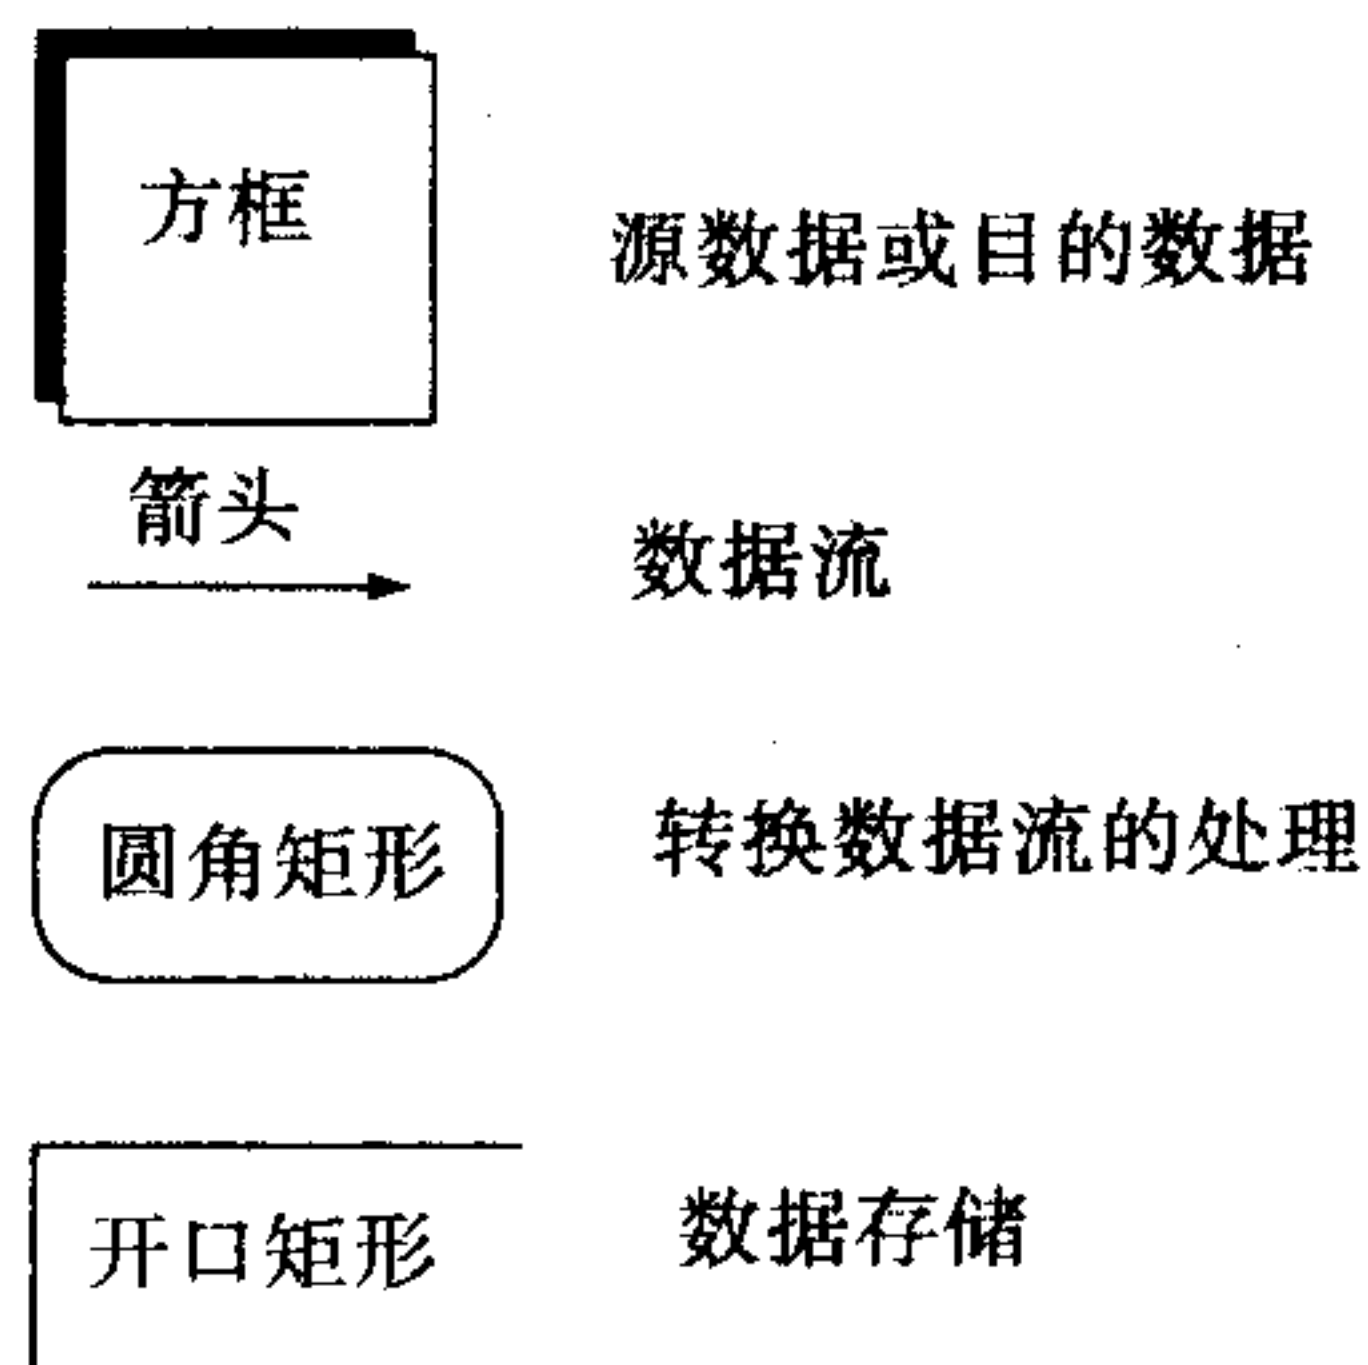 方框
源数据或目的数据
箭头
数据流
圆角矩形
转换数据流的处理
开口矩形
数据存储